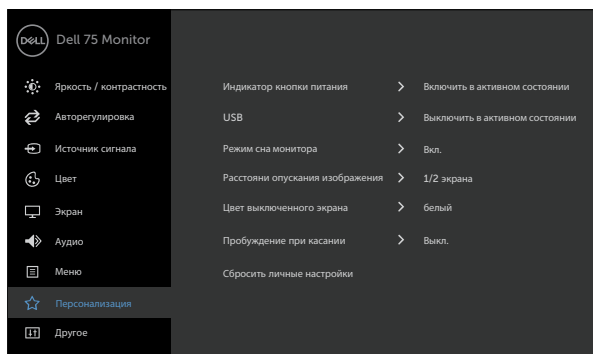 DELL Dell 75 Monitor
Яркость / контрастность
Авторегулировка
Источник сигнала
Цвет
Экран
Аудио
Меню
Персонализация
Другое
Индикатор кнопки питания Включить в активном состоянии
USB Выключить в активном состоянии
Режим сна монитора Вкл.
Расстояни опускания изображения 1/2 экрана
Цвет выключенного экрана белый
Пробуждение при касании Выкл.
Сбросить личные настройки